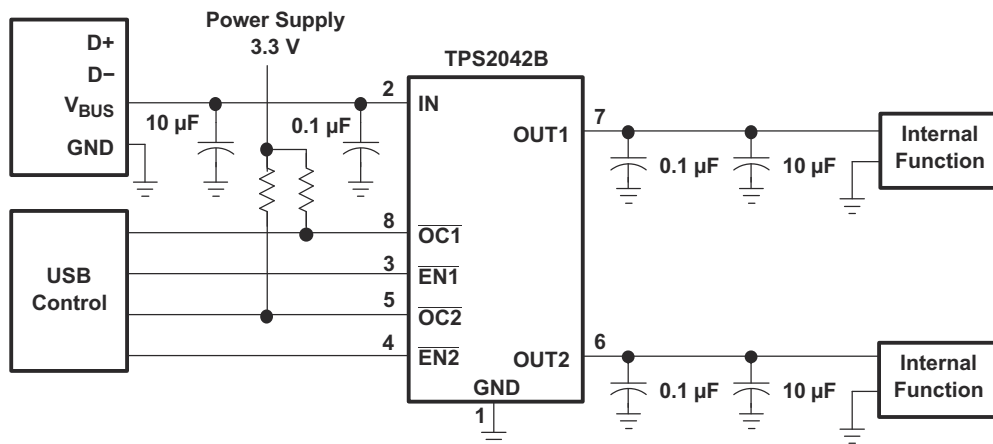 Power Supply
3.3 V
D+
D−
VBUS
GND
10 µF
0.1 µF
TPS2042B
2
IN
OUT1
7
0.1 µF
10 µF
Internal
Function
USB
Control
8
OC1
3
EN1
5
OC2
4
EN2
OUT2
6
GND
1
0.1 µF
10 µF
Internal
Function